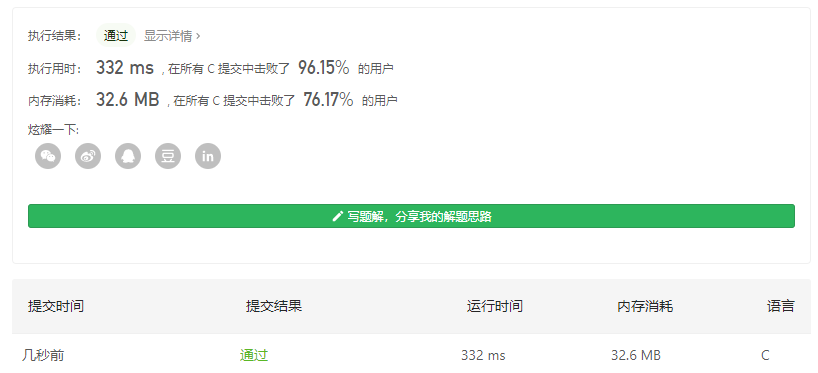 执行结果： 通过 显示详情 ›
执行用时： 332 ms , 在所有 C 提交中击败了 96.15% 的用户
内存消耗： 32.6 MB , 在所有 C 提交中击败了 76.17% 的用户
炫耀一下:
豆 in
写题解，分享我的解题思路
提交时间 提交结果 运行时间 内存消耗 语言
几秒前 通过 332 ms 32.6 MB C